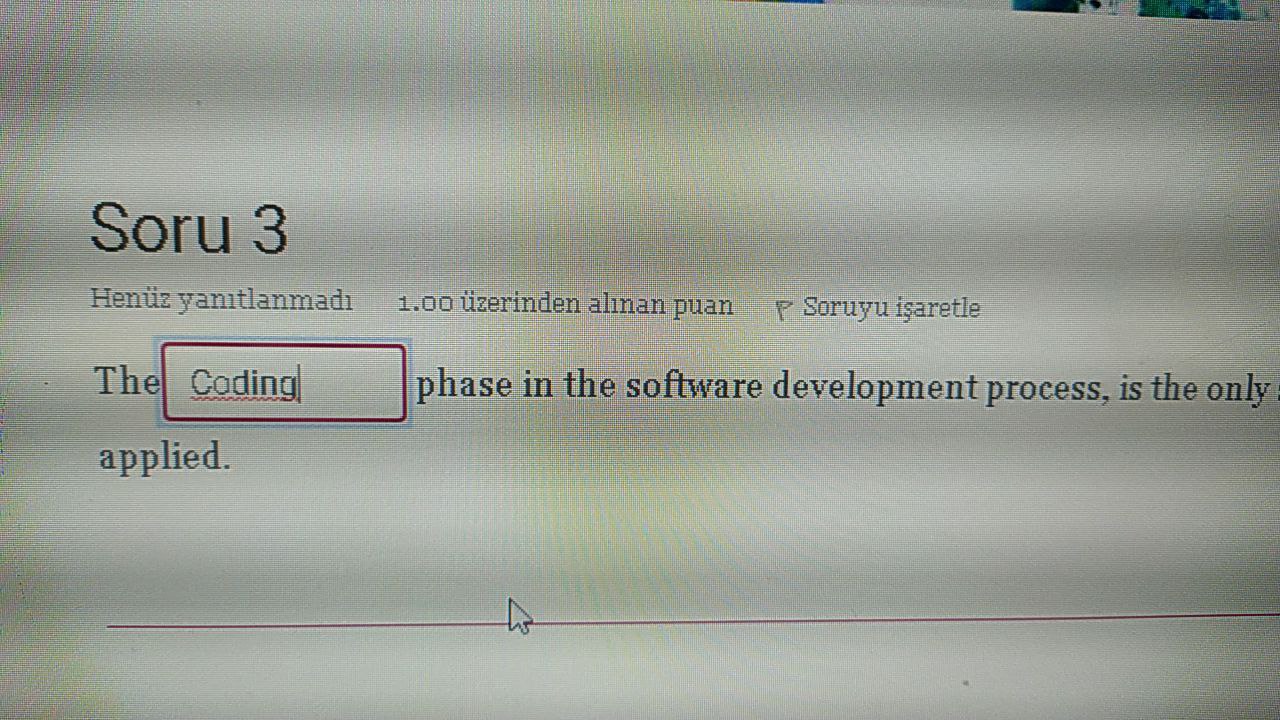 Soru 3
Henüz yanıtlanmadı 1.00 üzerinden alınan puan Soruyu işaretle
The Coding phase in the software development process, is the only
applied.